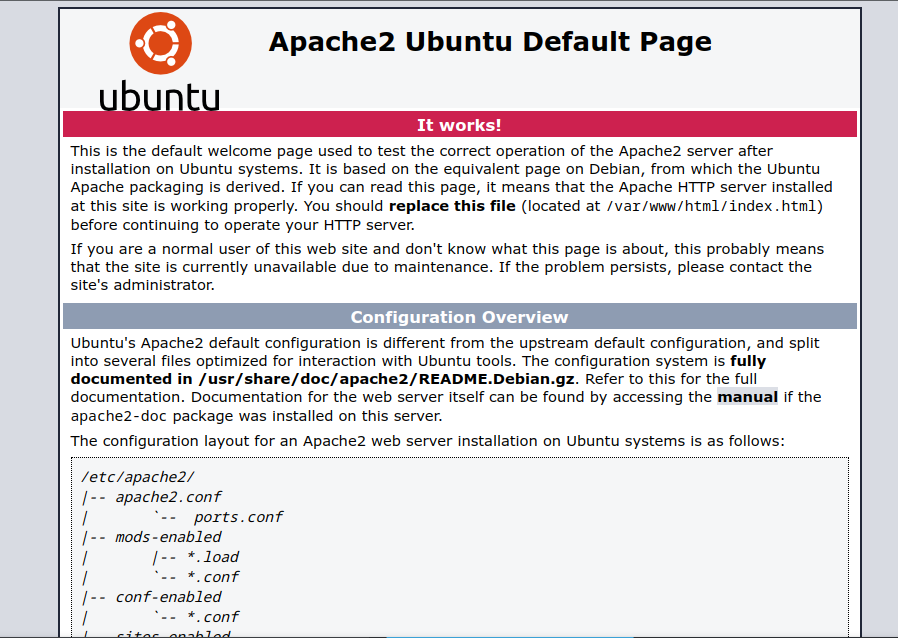 Apache2 Ubuntu Default Page
ubuntu
It works!
This is the default welcome page used to test the correct operation of the Apache2 server after
installation on Ubuntu systems. It is based on the equivalent page on Debian, from which the Ubuntu
Apache packaging is derived. If you can read this page, it means that the Apache HTTP server installed
at this site is working properly. You should replace this file (located at /var/www/html/index.html)
before continuing to operate your HTTP server.
If you are a normal user of this web site and don't know what this page is about, this probably means
that the site is currently unavailable due to maintenance. If the problem persists, please contact the
site's administrator.
Configuration Overview
Ubuntu's Apache2 default configuration is different from the upstream default configuration, and split
into several files optimized for interaction with Ubuntu tools. The configuration system is fully
documented in /usr/share/doc/apache2/README.Debian.gz. Refer to this for the full
documentation. Documentation for the web server itself can be found by accessing the manual if the
apache2-doc package was installed on this server.
The configuration layout for an Apache2 web server installation on Ubuntu systems is as follows:
/etc/apache2/
|-- apache2.conf
|       `--  ports.conf
|-- mods-enabled
|       |-- *.load
|       `-- *.conf
|-- conf-enabled
|       `-- *.conf
|-- sites-enabled